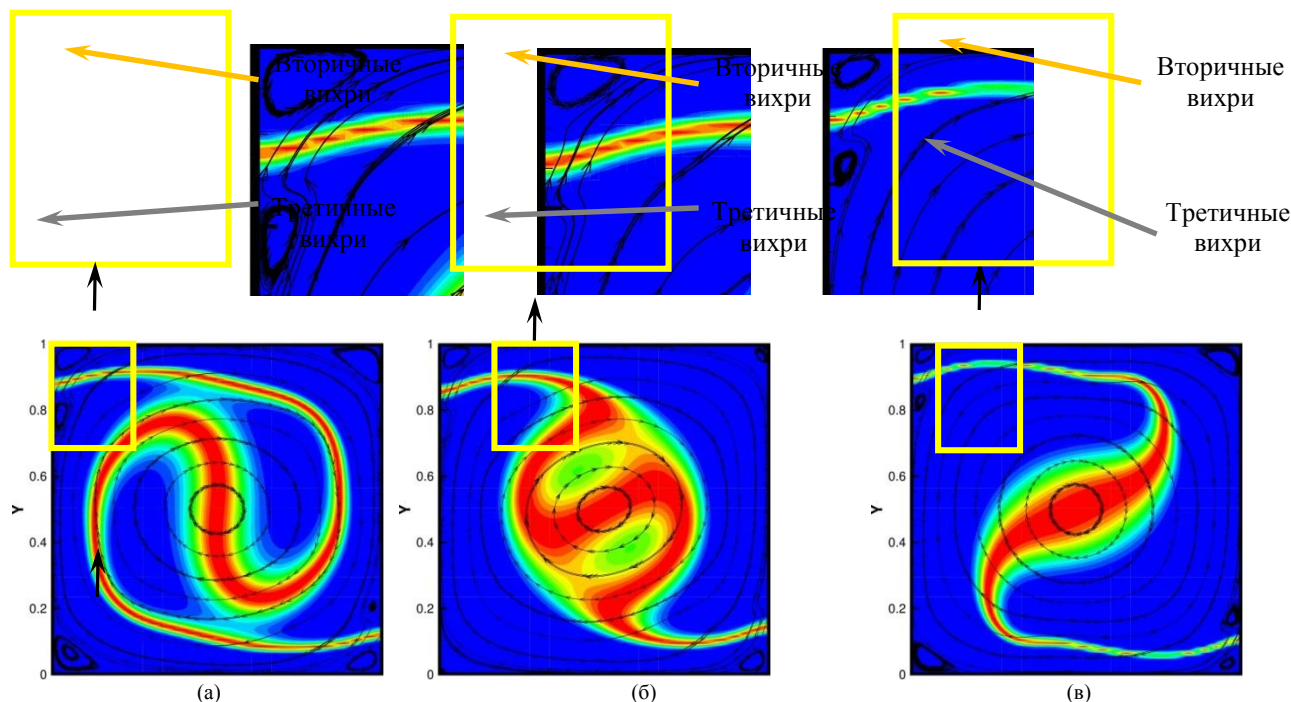 Вторичные
вихри
Вторичные
вихри
Вторичные
вихри
Третичные
вихри
Третичные
вихри
Третичные
вихри
1
0.8
0.6
Y
0.4
0.2
0
(а)
1
0.8
0.6
Y
0.4
0.2
0
(б)
1
0.8
0.6
Y
0.4
0.2
0
(в)